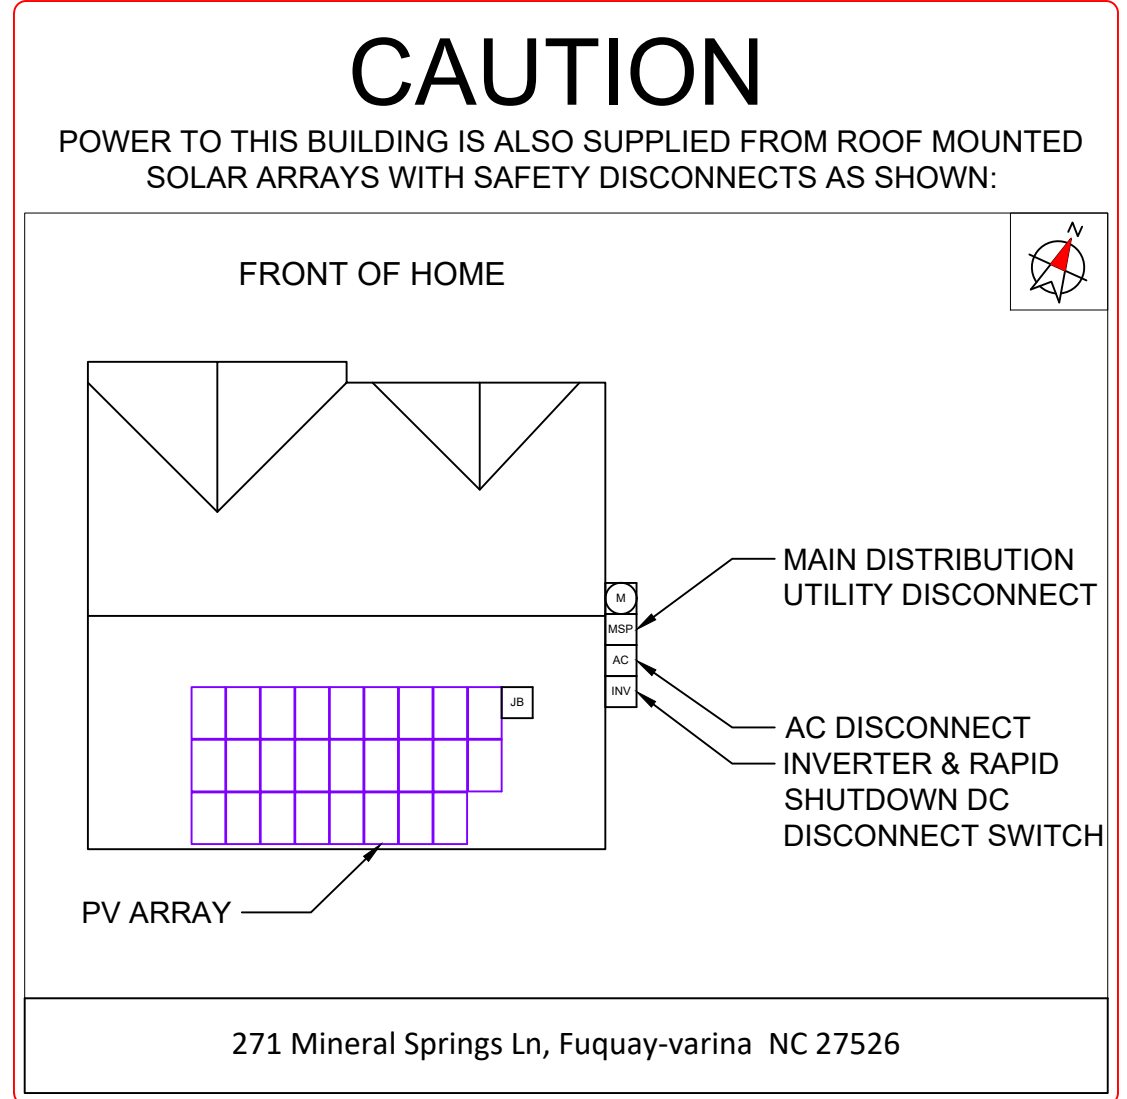 CAUTION
POWER TO THIS BUILDING IS ALSO SUPPLIED FROM ROOF MOUNTED
SOLAR ARRAYS WITH SAFETY DISCONNECTS AS SHOWN:
N
FRONT OF HOME
MAIN DISTRIBUTION
UTILITY DISCONNECT
M
MSP
AC
INV
JB
AC DISCONNECT
INVERTER & RAPID
SHUTDOWN DC
DISCONNECT SWITCH
PV ARRAY
271 Mineral Springs Ln, Fuquay-varina  NC 27526